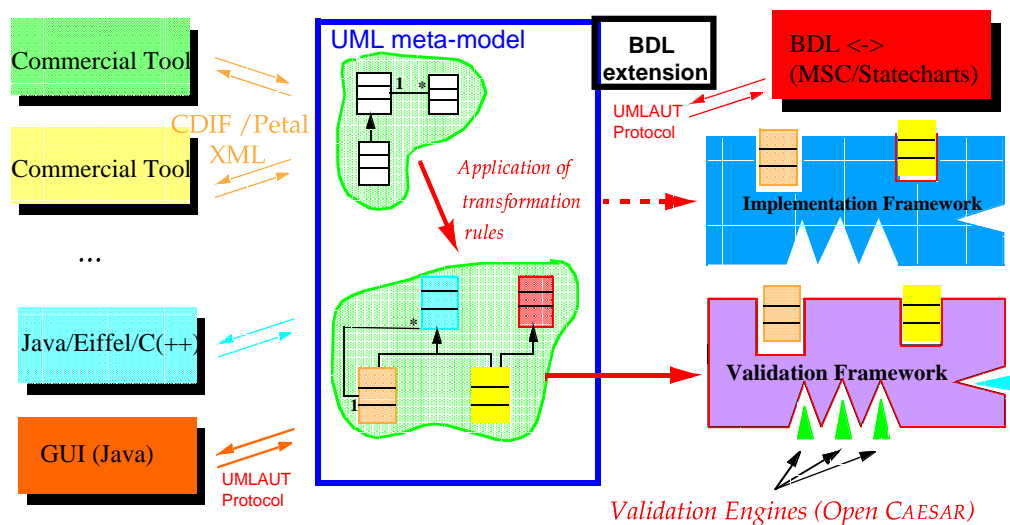 Commercial Tool
Commercial Tool
...
Java/Eiffel/C(++)
GUI (Java)
CDIF /Petal
XML
UMLAUT
Protocol
UML meta-model
1
*
Application of
transformation
rules
*
1
BDL
extension
UMLAUT
Protocol
BDL <->
(MSC/Statecharts)
Implementation Framework
Validation Framework
Validation Engines (Open CAESAR)